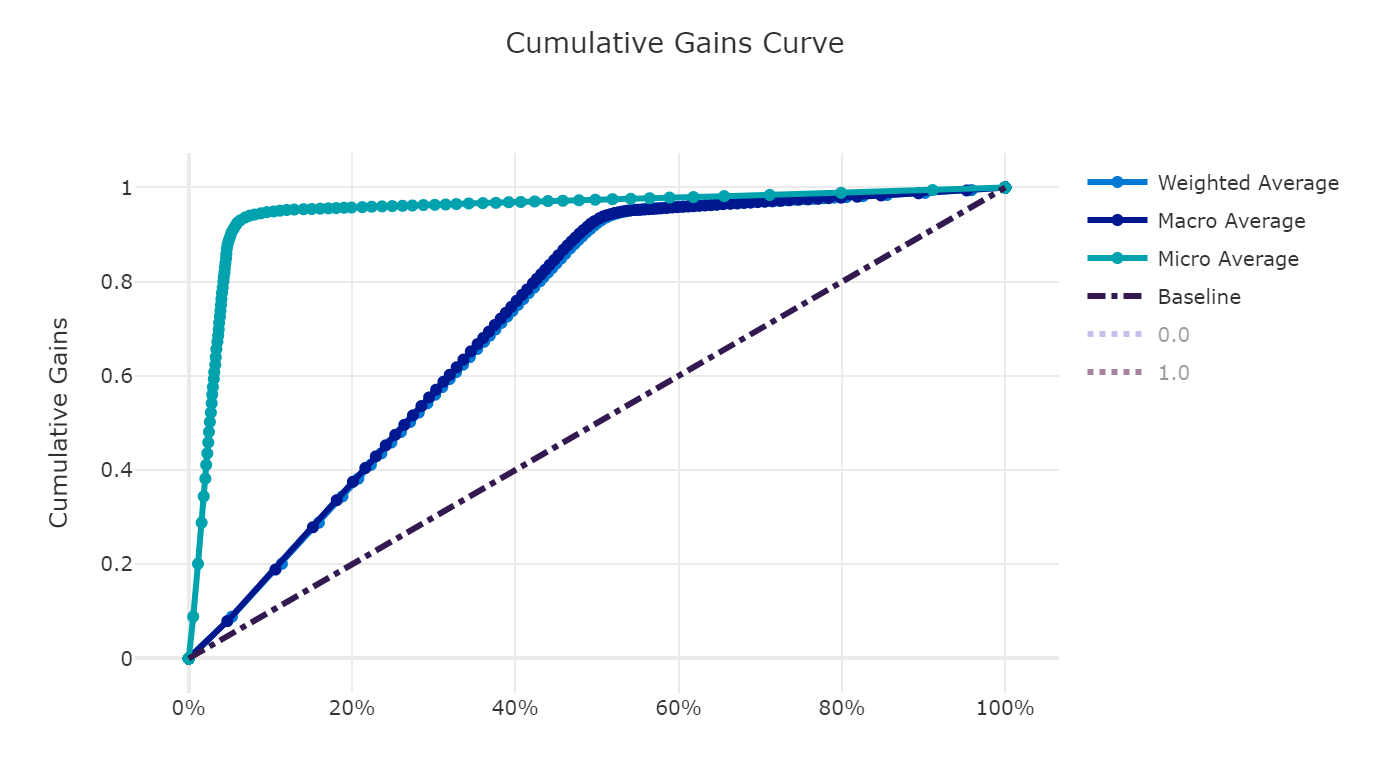 Cumulative Gains Curve
Cumulative Gains
1
0.8
0.6
0.4
0.2
0
0%
20%
40%
60%
80%
100%
Weighted Average
Macro Average
Micro Average
Baseline
0.0
1.0